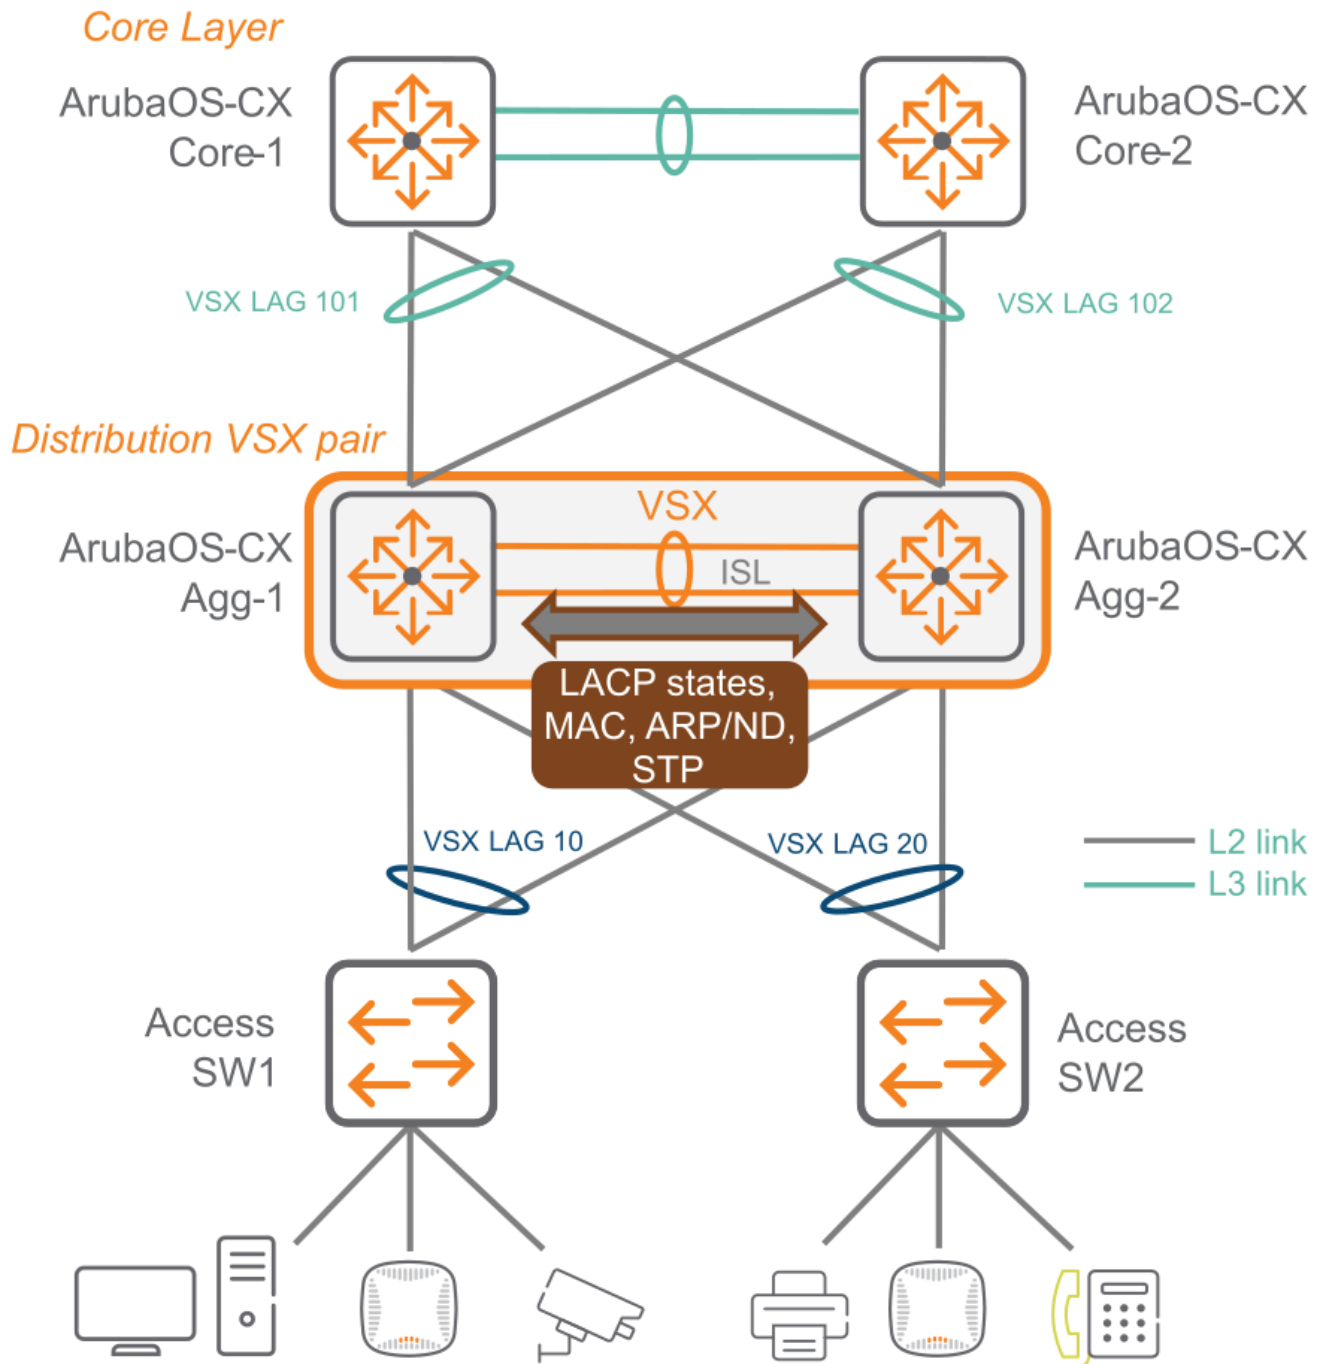 Core Layer
ArubaOS-CX
Core-1
ArubaOS-CX
Core-2
VSX LAG 101
VSX LAG 102
Distribution VSX pair
VSX
ArubaOS-CX
Agg-1
ISL
ArubaOS-CX
Agg-2
LACP states,
MAC, ARP/ND,
STP
VSX LAG 10
VSX LAG 20
L2 link
L3 link
Access
SW1
Access
SW2